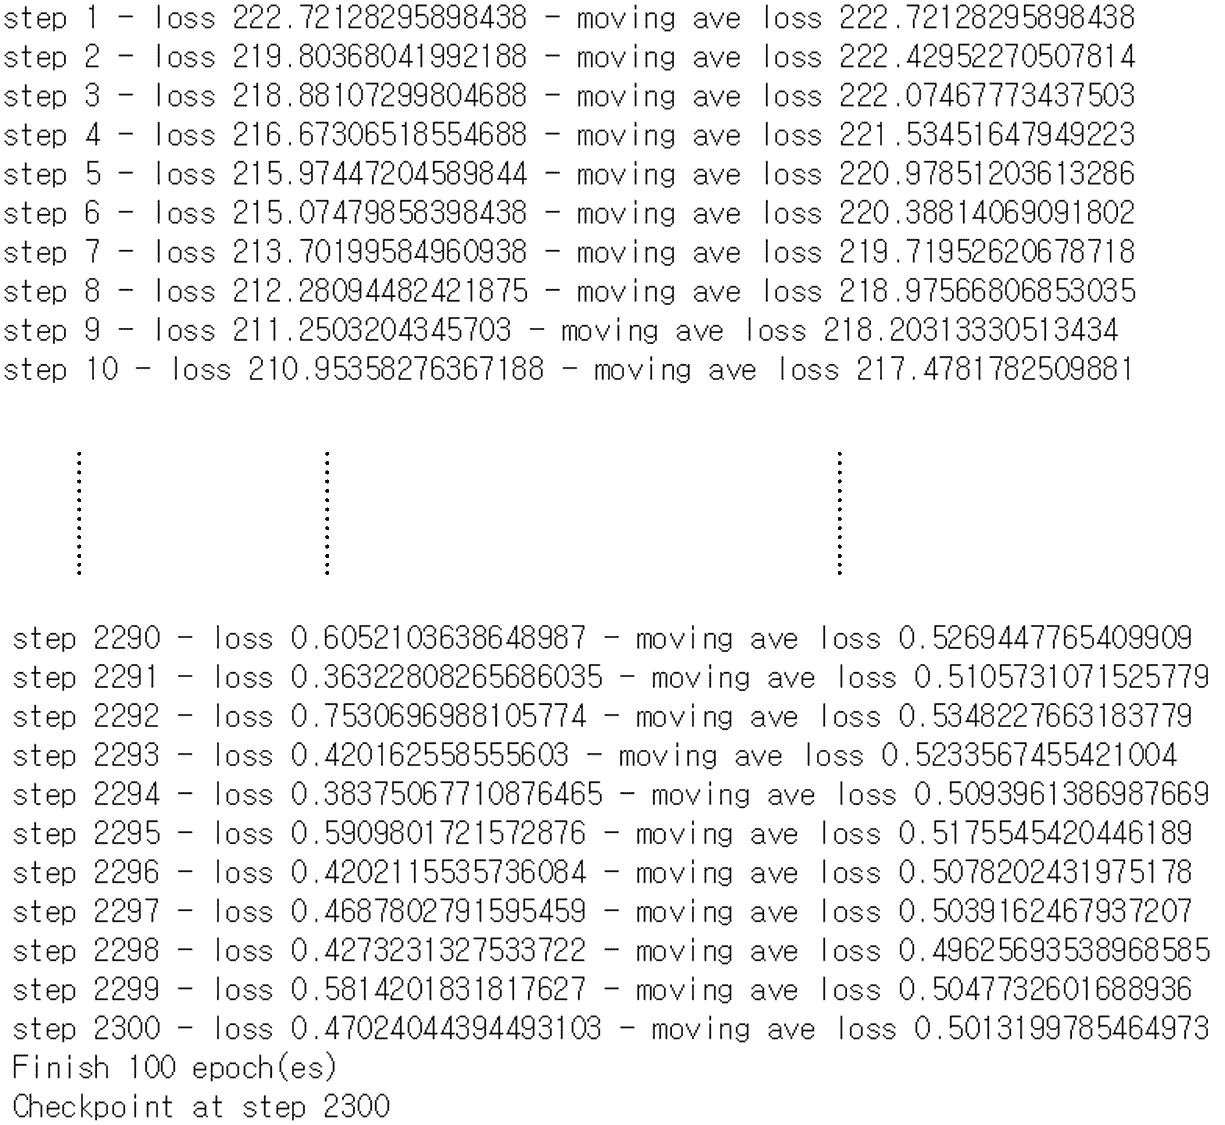 step 1 - loss 222.72128295898438 - moving ave loss 222.72128295898438
step 2 - loss 219.80368041992188 - moving ave loss 222.42952270507814
step 3 - loss 218.88107299804688 - moving ave loss 222.07467773437503
step 4 - loss 216.67306518554688 - moving ave loss 221.53451647949223
step 5 - loss 215.97447204589844 - moving ave loss 220.97851203613286
step 6 - loss 215.07479858398438 - moving ave loss 220.38814069091802
step 7 - loss 213.70199584960938 - moving ave loss 219.71952620678718
step 8 - loss 212.28094482421875 - moving ave loss 218.97566806853035
step 9 - loss 211.2503204345703 - moving ave loss 218.20313330513434
step 10 - loss 210.95358276367188 - moving ave loss 217.4781782509881
step 2290 - loss 0.6052103638648987 - moving ave loss 0.5269447765409909
step 2291 - loss 0.36322808265686035 - moving ave loss 0.5105731071525779
step 2292 - loss 0.7530696988105774 - moving ave loss 0.5348227663183779
step 2293 - loss 0.420162558555603 - moving ave loss 0.5233567455421004
step 2294 - loss 0.38375067710876465 - moving ave loss 0.5093961386987669
step 2295 - loss 0.5909801721572876 - moving ave loss 0.5175545420446189
step 2296 - loss 0.4202115535736084 - moving ave loss 0.5078202431975178
step 2297 - loss 0.4687802791595459 - moving ave loss 0.5039162467937207
step 2298 - loss 0.4273231327533722 - moving ave loss 0.49625693538968585
step 2299 - loss 0.5814201831817627 - moving ave loss 0.5047732601688936
step 2300 - loss 0.47024044394493103 - moving ave loss 0.5013199785464973
Finish 100 epoch(es)
Checkpoint at step 2300